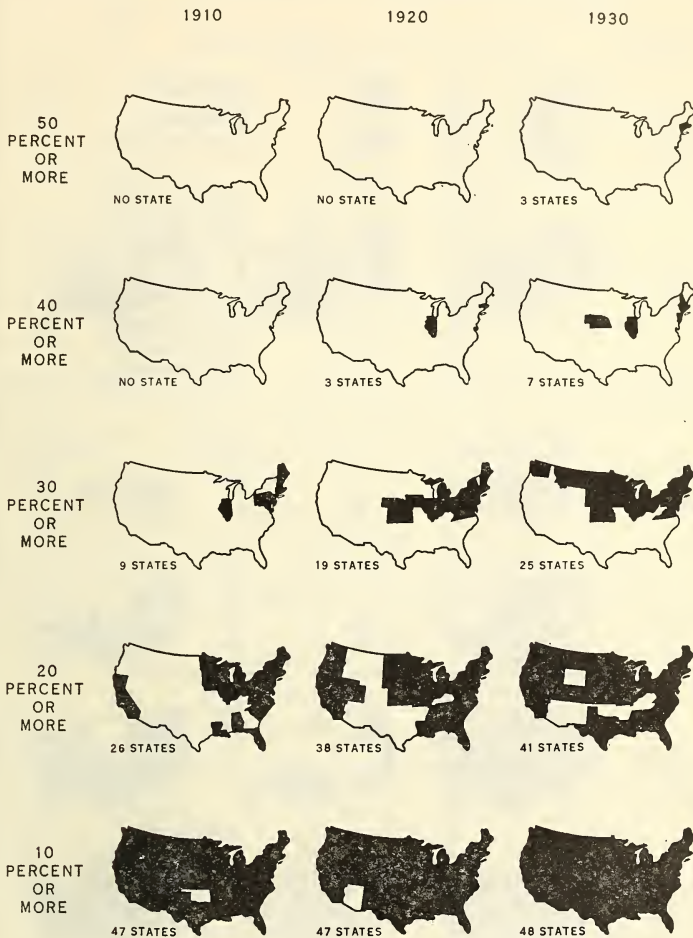 1910 1920 1930
50
PERCENT
OR
MORE
NO STATE NO STATE 3 STATES
40
PERCENT
OR
MORE
NO STATE 3 STATES 7 STATES
30
PERCENT
OR
MORE
9 STATES 19 STATES 25 STATES
20
PERCENT
OR
MORE
26 STATES 38 STATES 41 STATES
10
PERCENT
OR
MORE
47 STATES 47 STATES 48 STATES